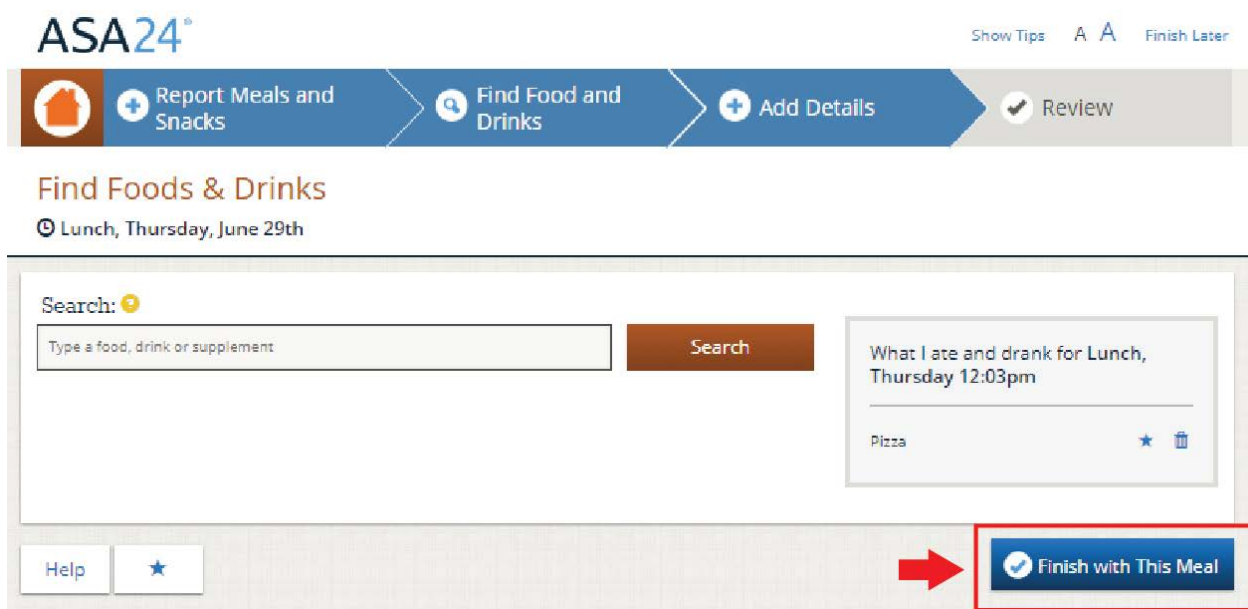 ASA24®
Show Tips A A Finish Later
Report Meals and
Snacks
Find Food and
Drinks
Add Details
Review
Find Foods & Drinks
Lunch, Thursday, June 29th
Search: ?
Type a food, drink or supplement
Search
What I ate and drank for Lunch,
Thursday 12:03pm
Pizza
Help
Finish with This Meal